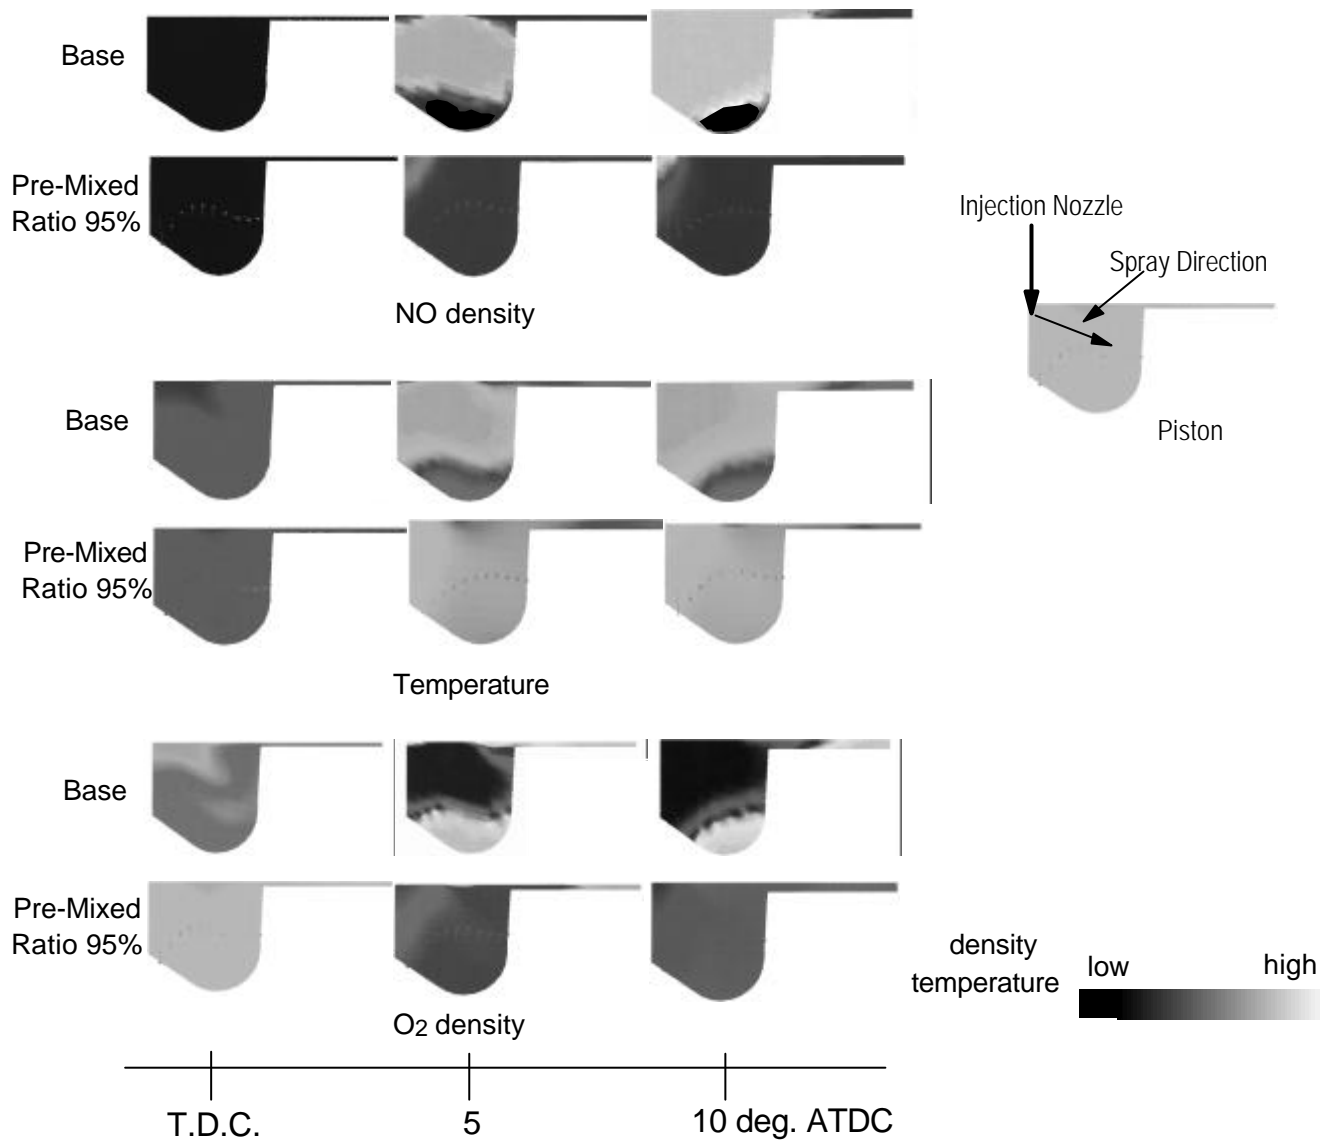 Base
Pre-Mixed
Ratio 95%
NO density
Injection Nozzle
Spray Direction
Piston
Base
Pre-Mixed
Ratio 95%
Temperature
Base
Pre-Mixed
Ratio 95%
O2 density
density
temperature
low high
T.D.C. 5 10 deg. ATDC